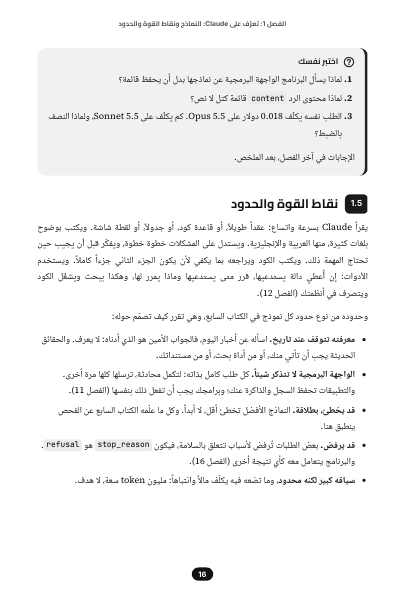 الفصل 1: تعرّف على Claude: النماذج ونقاط القوة والحدود
اختبر نفسك
1. لماذا يسأل البرنامج الواجهة البرمجية عن نماذجها بدل أن يحفظ قائمة؟
2. لماذا محتوى الرد content قائمة كتل لا نص؟
3. الطلب نفسه يكلّف 0.018 دولار على Opus 5.5. كم يكلّف على Sonnet 5.5، ولماذا النصف
بالضبط؟
الإجابات في آخر الفصل، بعد الملخص.
1.5 نقاط القوة والحدود
يقرأ Claude بسرعة واتساع: عقداً طويلاً، أو قاعدة كود، أو جدولاً، أو لقطة شاشة. ويكتب بوضوح
بلغات كثيرة، منها العربية والإنجليزية. ويستدل على المشكلات خطوة خطوة، ويفكّر قبل أن يجيب حين
تحتاج المهمة ذلك. ويكتب الكود ويراجعه بما يكفي لأن يكون الجزء الثاني جزءاً كاملاً. ويستخدم
الأدوات: إن أُعطي دالة يستدعيها، قرر متى يستدعيها وماذا يمرر لها، وهكذا يبحث ويشغّل الكود
ويتصرف في أنظمتك (الفصل 12).
وحدوده من نوع حدود كل نموذج في الكتاب السابع، وهي تقرر كيف تصمّم حوله:
• معرفته تتوقف عند تاريخ. اسأله عن أخبار اليوم، فالجواب الأمين هو الذي أدناه: لا يعرف. والحقائق
الحديثة يجب أن تأتي منك، أو من أداة بحث، أو من مستنداتك.
• الواجهة البرمجية لا تتذكر شيئاً. كل طلب كامل بذاته: لتكمل محادثة، ترسلها كلها مرة أخرى.
والتطبيقات تحفظ السجل والذاكرة عنك؛ وبرامجك يجب أن تفعل ذلك بنفسها (الفصل 11).
• قد يخطئ، بطلاقة. النماذج الأفضل تخطئ أقل، لا أبداً. وكل ما علّمه الكتاب السابع عن الفحص
ينطبق هنا.
• قد يرفض. بعض الطلبات تُرفض لأسباب تتعلق بالسلامة، فيكون stop_reason هو refusal.
والبرنامج يتعامل معه كأي نتيجة أخرى (الفصل 16).
• سياقه كبير لكنه محدود، وما تضعه فيه يكلّف مالاً وانتباهاً: مليون token سعة، لا هدف.
16